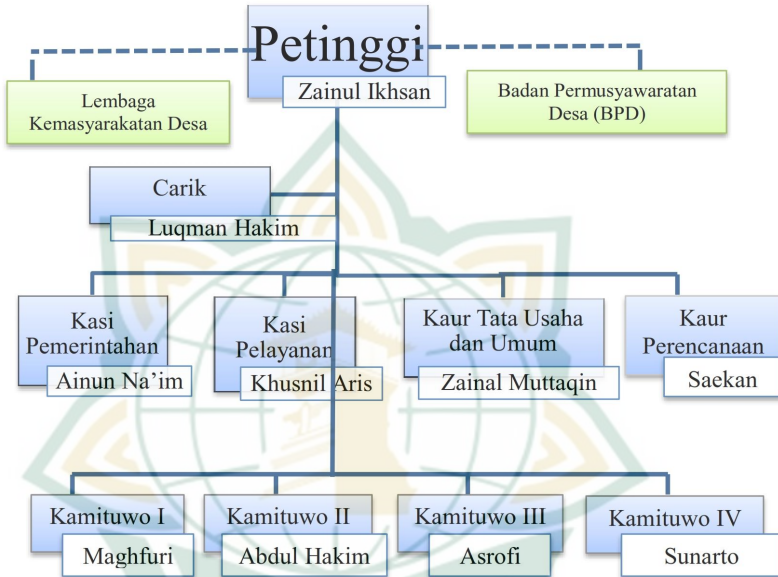 Petinggi
Zainul Ikhsan
Lembaga
Kemasyarakatan Desa
Badan Permusyawaratan
Desa (BPD)
Carik
Luqman Hakim
Kasi
Pemerintahan
Ainun Na’im
Kasi
Pelayanan
Khusnil Aris
Kaur Tata Usaha
dan Umum
Zainal Muttaqin
Kaur
Perencanaan
Saekan
Kamituwo I
Maghfuri
Kamituwo II
Abdul Hakim
Kamituwo III
Asrofi
Kamituwo IV
Sunarto